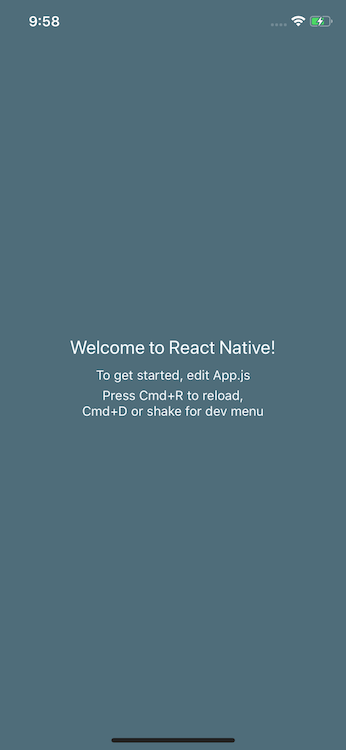 9:58
Welcome to React Native!
To get started, edit App.js
Press Cmd+R to reload,
Cmd+D or shake for dev menu